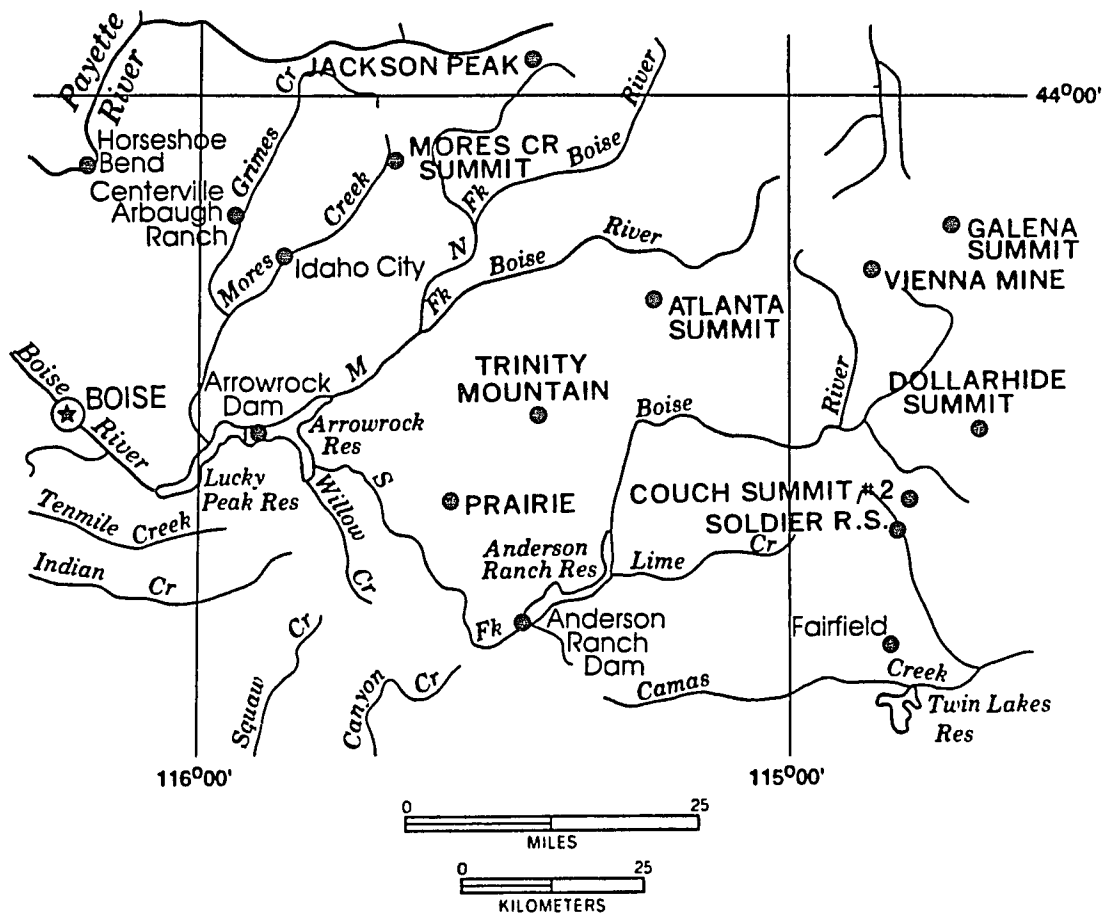 Payette
River
JACKSON PEAK
44°00'
Cr
Grimes
River
Boise
Fk
N
Horseshoe
Bend
MORES CR
SUMMIT
Centerville
Arbaugh
Ranch
Creek
Mores
Idaho City
River
Boise
Fk
M
GALENA
SUMMIT
VIENNA MINE
ATLANTA
SUMMIT
Boise
River
BOISE
Arrowrock
Dam
TRINITY
MOUNTAIN
River
DOLLARHIDE
SUMMIT
Boise
Arrowrock
Res
Lucky
Peak Res
S
Willow
Cr
PRAIRIE
COUCH SUMMIT #2
SOLDIER R.S.
Tenmile
Creek
Anderson
Ranch Res
Lime
Cr
Indian
Cr
Fk
Anderson
Ranch
Dam
Fairfield
Squaw
Cr
Canyon
Cr
Camas
Creek
Twin Lakes
Res
116°00'
115°00'
0 25
MILES
0 25
KILOMETERS